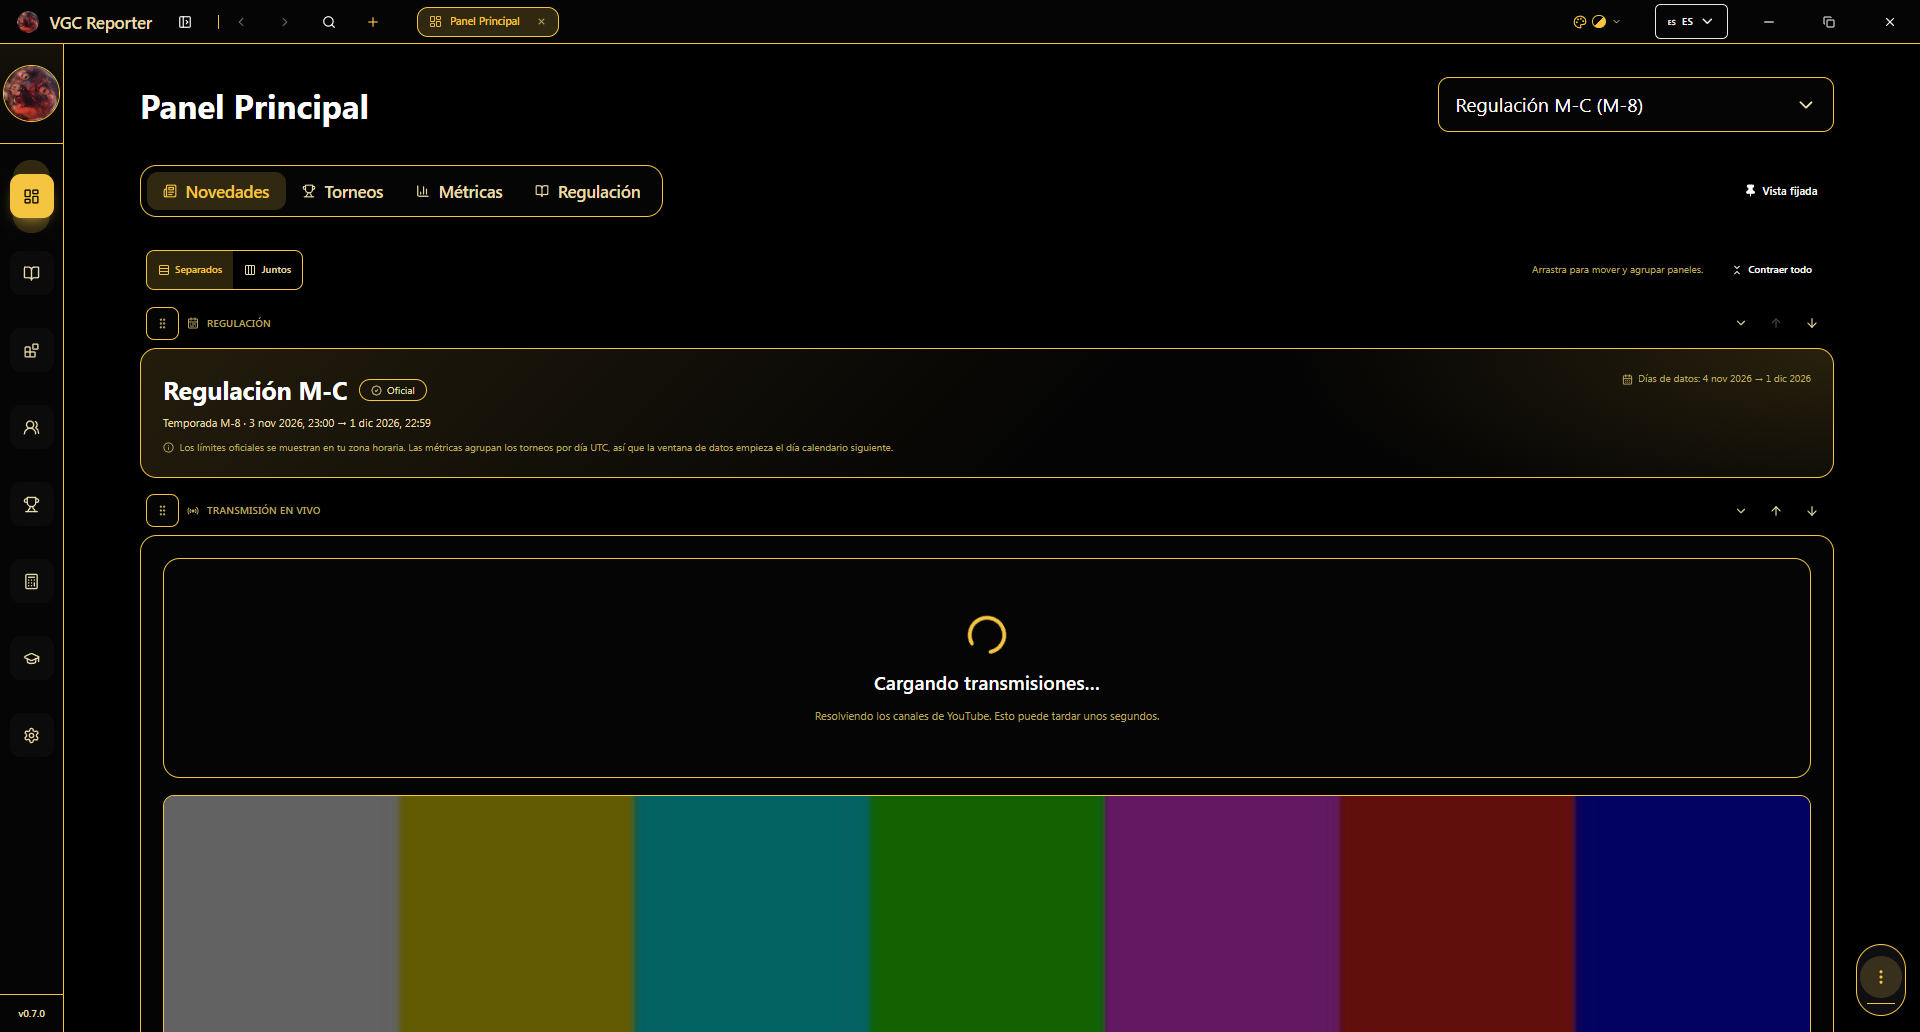 VGC Reporter
Panel Principal
ES ES
Panel Principal
Regulación M-C (M-8)
Novedades
Torneos
Métricas
Regulación
Vista fijada
Separados
Juntos
Arrastra para mover y agrupar paneles.
Contraer todo
REGULACIÓN
Regulación M-C
Oficial
Días de datos: 4 nov 2026 → 1 dic 2026
Temporada M-8 · 3 nov 2026, 23:00 → 1 dic 2026, 22:59
Los límites oficiales se muestran en tu zona horaria. Las métricas agrupan los torneos por día UTC, así que la ventana de datos empieza el día calendario siguiente.
TRANSMISIÓN EN VIVO
Cargando transmisiones...
Resolviendo los canales de YouTube. Esto puede tardar unos segundos.
v0.7.0